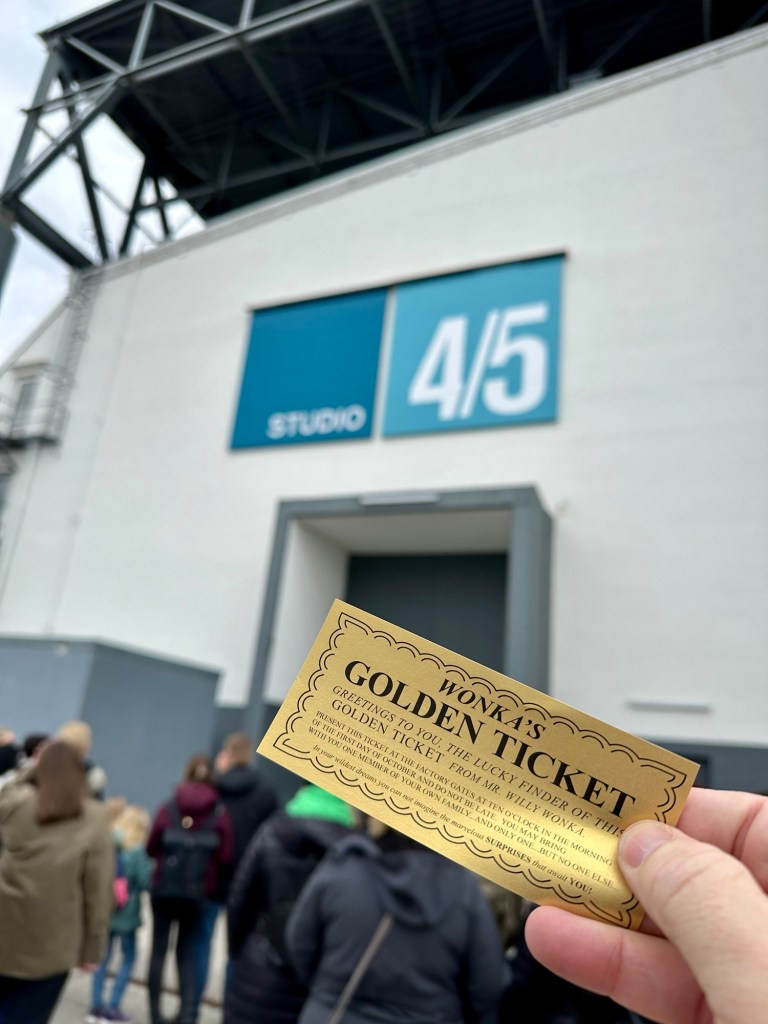 STUDIO
4/5
WONKA'S
GOLDEN TICKET
GREETINGS TO YOU, THE LUCKY FINDER OF THIS
GOLDEN TICKET FROM MR. WILLY WONKA.
PRESENT THIS TICKET AT THE FACTORY GATES AT TEN O'CLOCK IN THE MORNING
OF THE FIRST DAY OF OCTOBER AND DO NOT BE LATE. YOU MAY BRING
WITH YOU ONE MEMBER OF YOUR OWN FAMILY...AND ONLY ONE...BUT NO ONE ELSE...
In your wildest dreams you can not imagine the marvelous SURPRISES that await YOU!